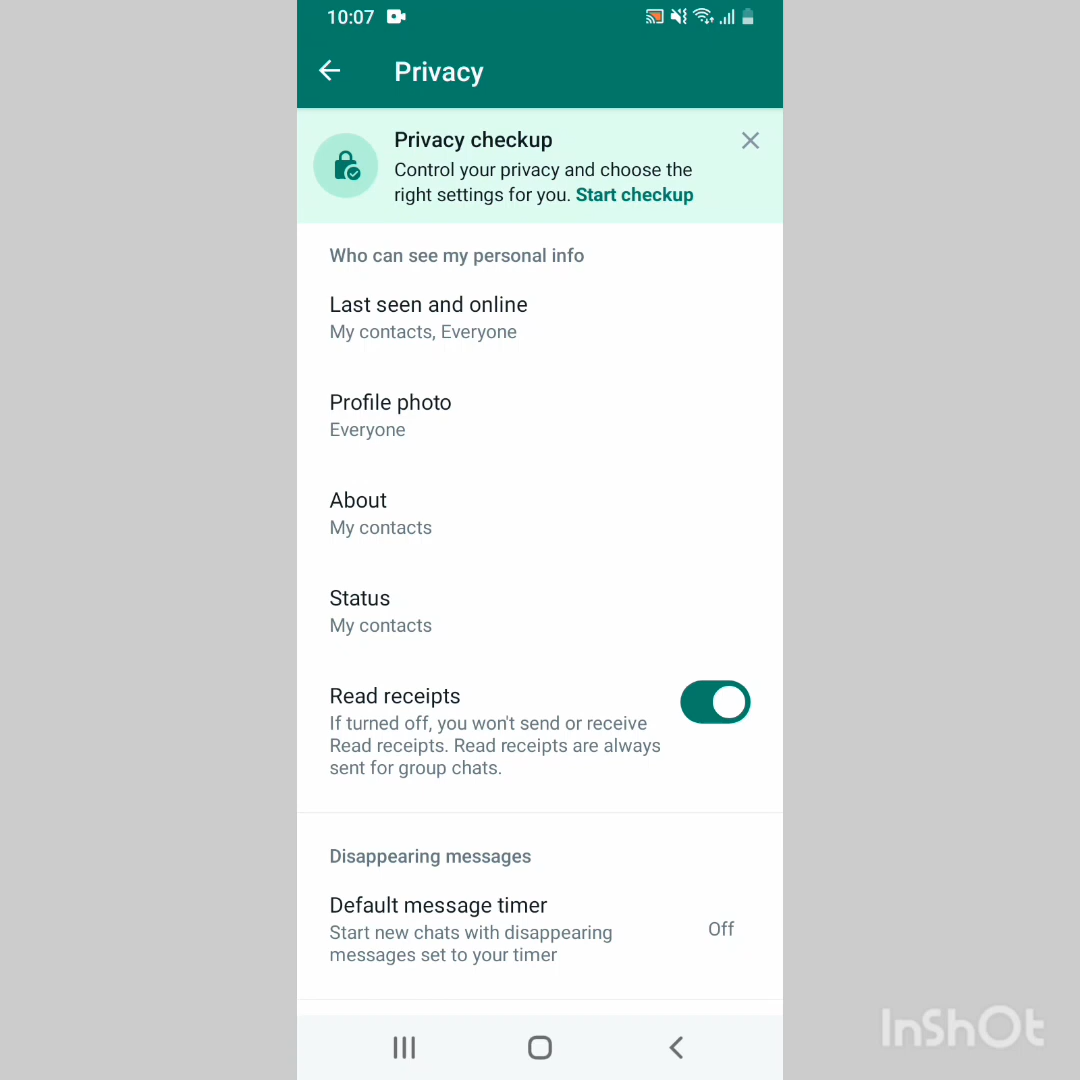 10:07
Privacy
Privacy checkup
Control your privacy and choose the
right settings for you. Start checkup
Who can see my personal info
Last seen and online
My contacts, Everyone
Profile photo
Everyone
About
My contacts
Status
My contacts
Read receipts
If turned off, you won't send or receive
Read receipts. Read receipts are always
sent for group chats.
Disappearing messages
Default message timer
Start new chats with disappearing
messages set to your timer
Off
InShOt